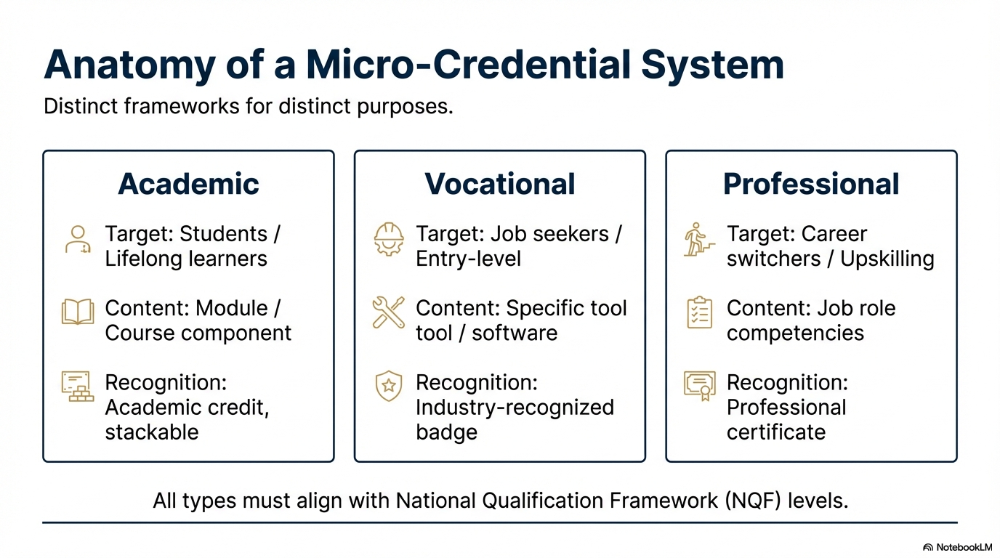 Anatomy of a Micro-Credential System
Distinct frameworks for distinct purposes.
Academic
Target: Students /
Lifelong learners
Content: Module /
Course component
Recognition:
Academic credit,
stackable
Vocational
Target: Job seekers /
Entry-level
Content: Specific tool
tool / software
Recognition:
Industry-recognized
badge
Professional
Target: Career
switchers / Upskilling
Content: Job role
competencies
Recognition:
Professional
certificate
All types must align with National Qualification Framework (NQF) levels.
NotebookLM